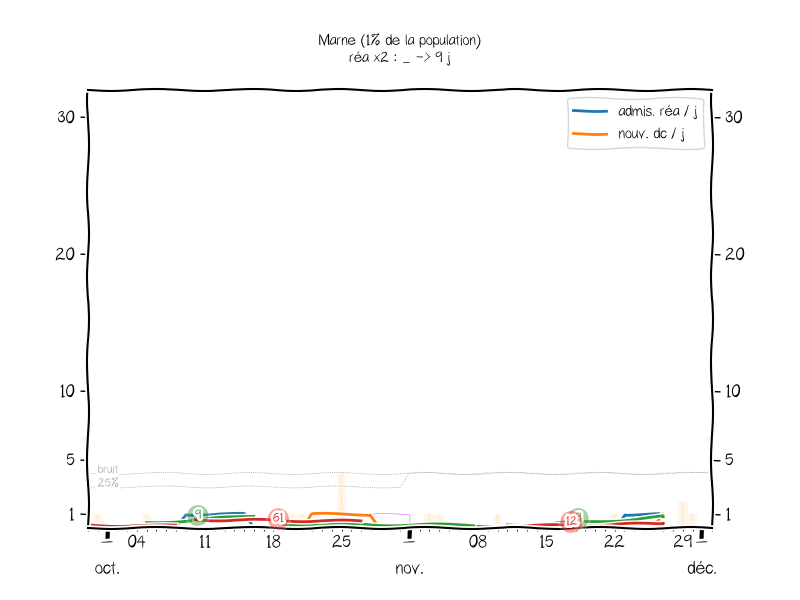 Marne (1% de la population)
réa x2 : _ -> 9 j
admis. réa / j
nouv. dc / j
30
30
20
20
10
10
5
5
bruit
25%
1
1
9
61
12
04
11
18
25
08
15
22
29
oct.
nov.
déc.